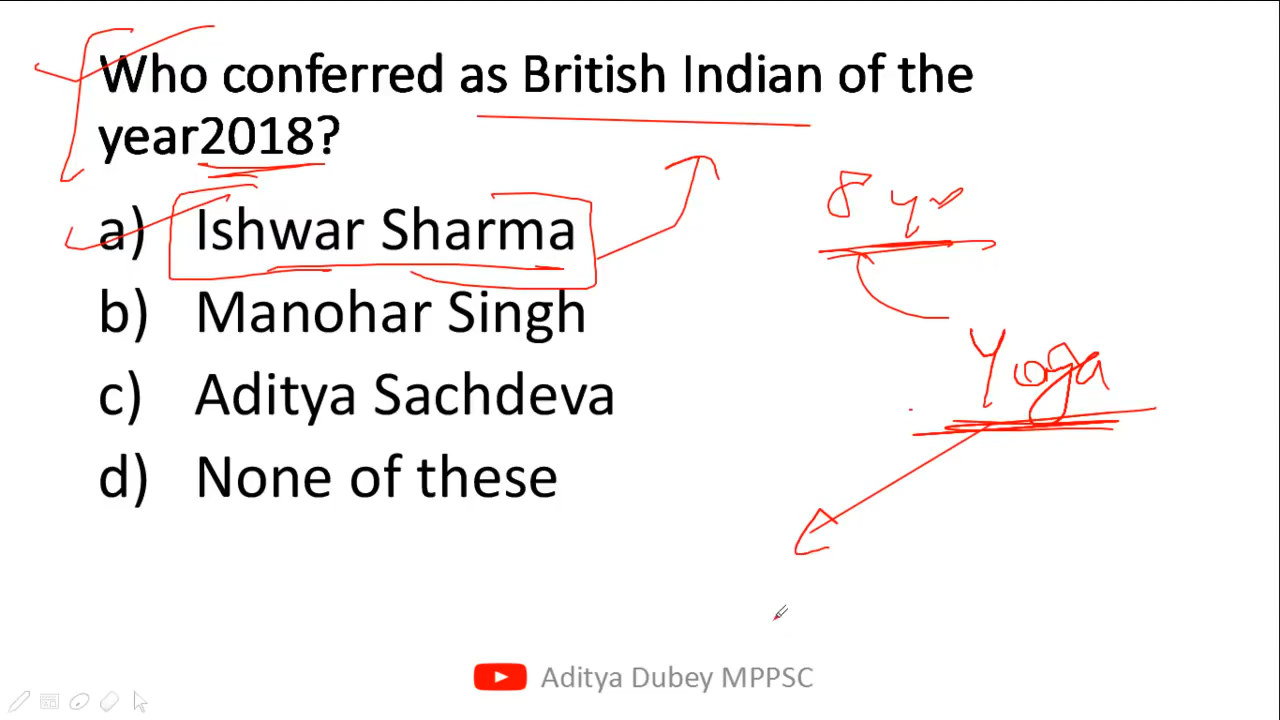 Who conferred as British Indian of the
year2018?
a) Ishwar Sharma
b) Manohar Singh
c) Aditya Sachdeva
d) None of these
8 yr
Yoga
Aditya Dubey MPPSC